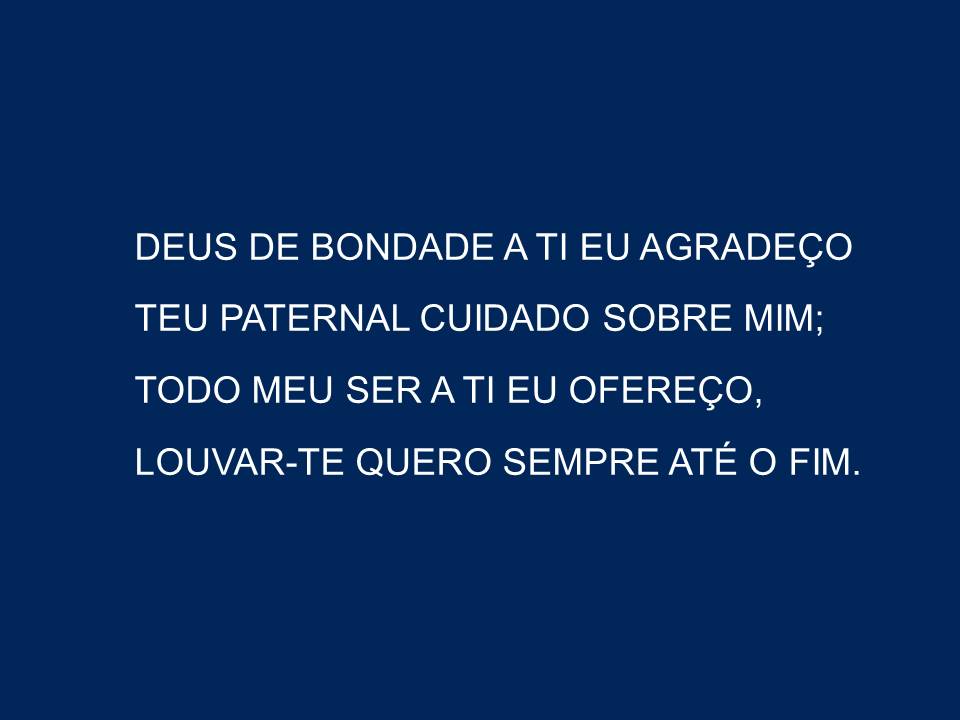 DEUS DE BONDADE A TI EU AGRADEÇO
TEU PATERNAL CUIDADO SOBRE MIM;
TODO MEU SER A TI EU OFEREÇO,
LOUVAR-TE QUERO SEMPRE ATÉ O FIM.